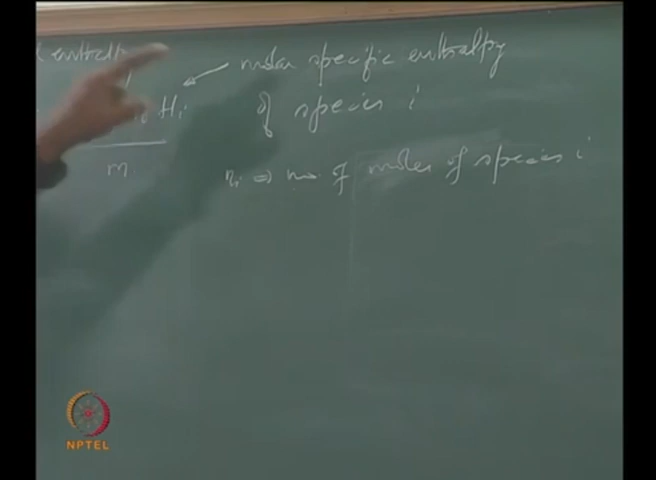 enthalpy molar specific enthalpy
Hi of species i
m ni ⇒ no. of moles of species i
NPTEL